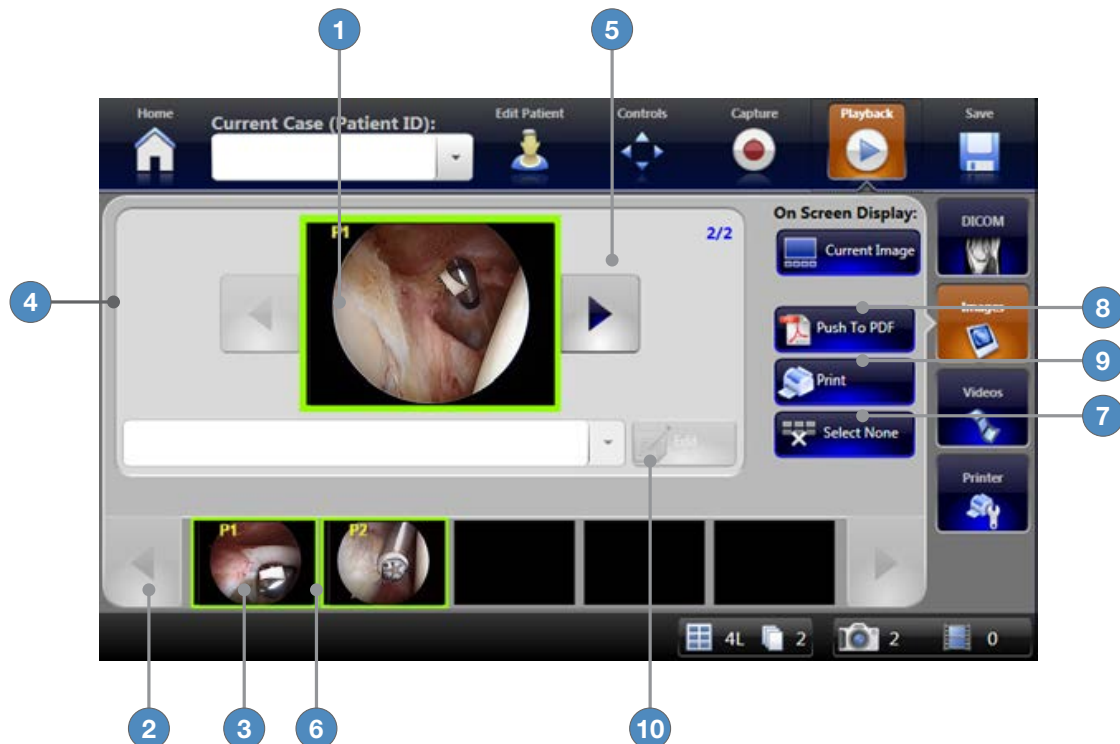 1
5
Home
Current Case (Patient ID):
Edit Patient
Controls
Capture
Playback
Save
P1
2/2
On Screen Display:
Current Image
DICOM
4
Push To PDF
Images
8
Print
9
Select None
Videos
7
Edit
Printer
P1
P2
4L
2
2
0
2
3
6
10